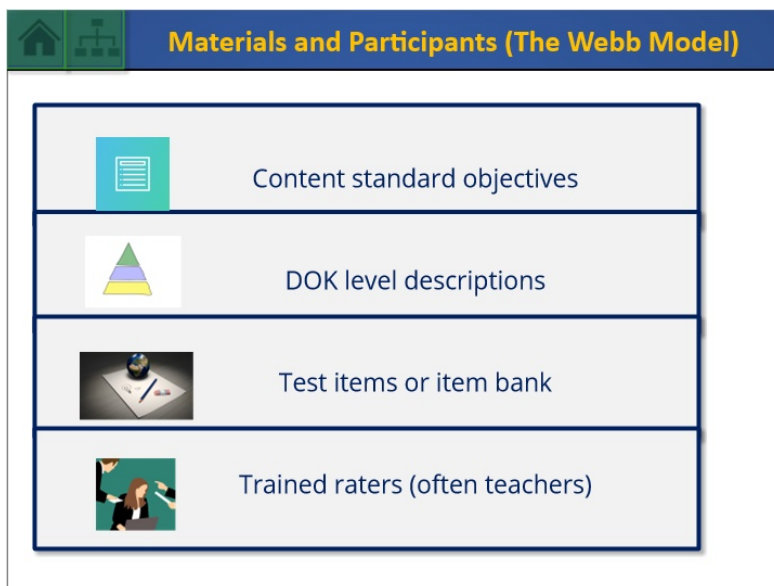 Materials and Participants (The Webb Model)
Content standard objectives
DOK level descriptions
Test items or item bank
Trained raters (often teachers)